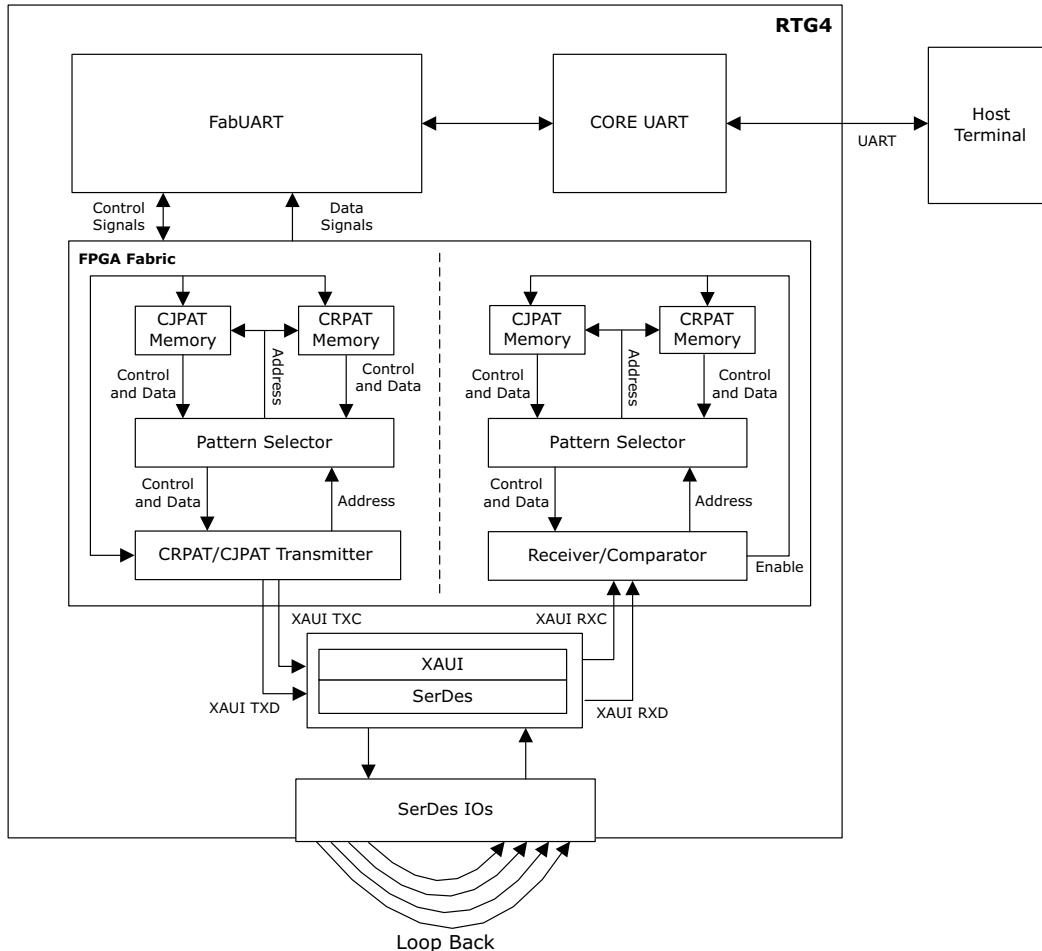 RTG4
FabUART
CORE UART
Host
Terminal
UART
Control
Signals
Data
Signals
FPGA Fabric
CJPAT
Memory
CRPAT
Memory
Address
Control
and Data
Control
and Data
Pattern Selector
Control
and Data
Address
CRPAT/CJPAT Transmitter
CJPAT
Memory
CRPAT
Memory
Address
Control
and Data
Control
and Data
Pattern Selector
Control
and Data
Address
Receiver/Comparator
Enable
XAUI TXC
XAUI RXC
XAUI
SerDes
XAUI TXD
XAUI RXD
SerDes IOs
Loop Back